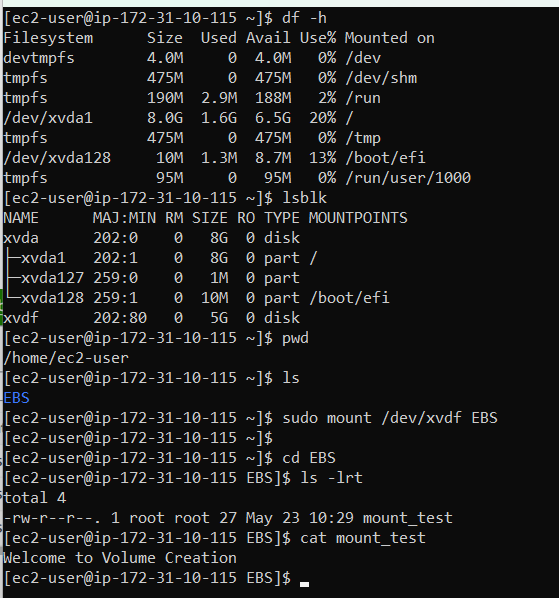 [ec2-user@ip-172-31-10-115 ~]$ df -h
Filesystem      Size  Used Avail Use% Mounted on
devtmpfs        4.0M     0  4.0M   0% /dev
tmpfs           475M     0  475M   0% /dev/shm
tmpfs           190M  2.9M  188M   2% /run
/dev/xvda1      8.0G  1.6G  6.5G  20% /
tmpfs           475M     0  475M   0% /tmp
/dev/xvda128     10M  1.3M  8.7M  13% /boot/efi
tmpfs            95M     0   95M   0% /run/user/1000
[ec2-user@ip-172-31-10-115 ~]$ lsblk
NAME     MAJ:MIN RM SIZE RO TYPE MOUNTPOINTS
xvda     202:0    0   8G  0 disk
├─xvda1  202:1    0   8G  0 part /
├─xvda127 259:0   0   1M  0 part
└─xvda128 259:1   0  10M  0 part /boot/efi
xvdf     202:80   0   5G  0 disk
[ec2-user@ip-172-31-10-115 ~]$ pwd
/home/ec2-user
[ec2-user@ip-172-31-10-115 ~]$ ls
EBS
[ec2-user@ip-172-31-10-115 ~]$ sudo mount /dev/xvdf EBS
[ec2-user@ip-172-31-10-115 ~]$
[ec2-user@ip-172-31-10-115 ~]$ cd EBS
[ec2-user@ip-172-31-10-115 EBS]$ ls -lrt
total 4
-rw-r--r--. 1 root root 27 May 23 10:29 mount_test
[ec2-user@ip-172-31-10-115 EBS]$ cat mount_test
Welcome to Volume Creation
[ec2-user@ip-172-31-10-115 EBS]$